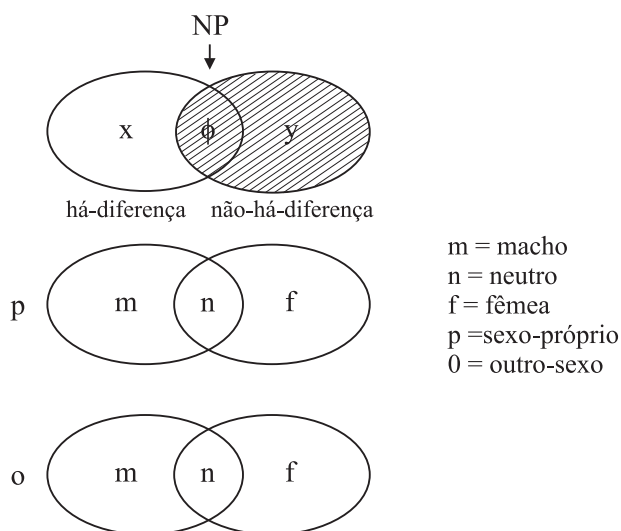 NP
x ϕ y
há-diferença não-há-diferença
p m n f
m = macho
n = neutro
f = fêmea
p =sexo-próprio
0 = outro-sexo
o m n f